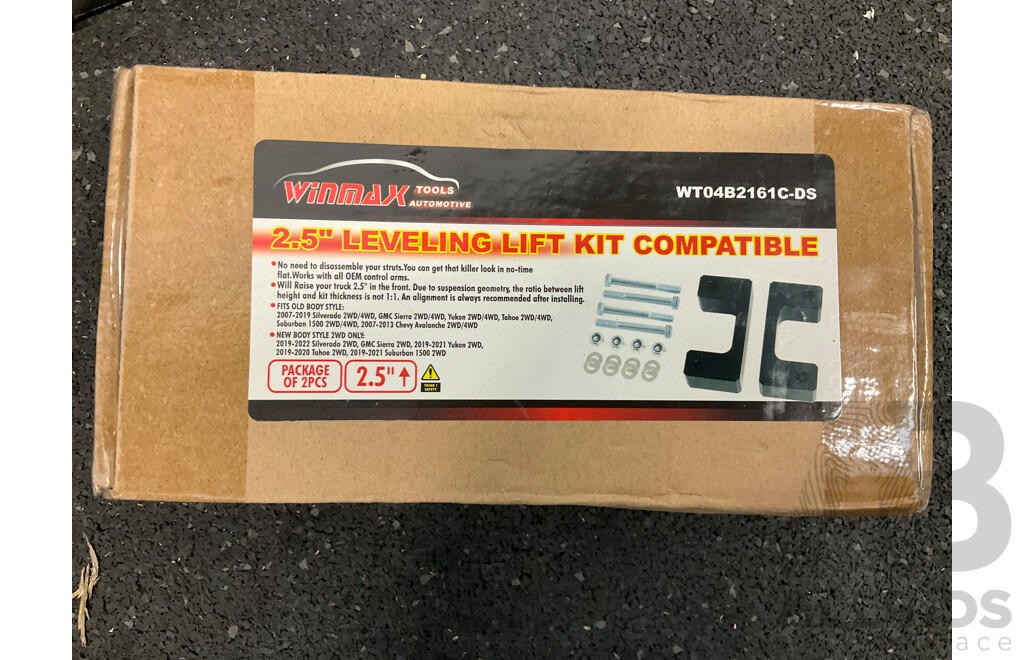 WINMAX TOOLS
AUTOMOTIVE
WT04B2161C-DS
2.5" LEVELING LIFT KIT COMPATIBLE
•No need to disassemble your struts.You can get that killer look in no-time
flat.Works with all OEM control arms.
•Will Raise your truck 2.5" in the front. Due to suspension geometry, the ratio between lift
height and kit thickness is not 1:1. An alignment is always recommended after installing.
•FITS OLD BODY STYLE:
2007-2019 Silverado 2WD/4WD, GMC Sierra 2WD/4WD, Yukon 2WD/4WD, Tahoe 2WD/4WD,
Suburban 1500 2WD/4WD, 2007-2013 Chevy Avalanche 2WD/4WD
•NEW BODY STYLE 2WD ONLY:
2019-2022 Silverado 2WD, GMC Sierra 2WD, 2019-2021 Yukon 2WD,
2019-2020 Tahoe 2WD, 2019-2021 Suburban 1500 2WD
PACKAGE
OF 2PCS
2.5"
THINK !
SAFETY